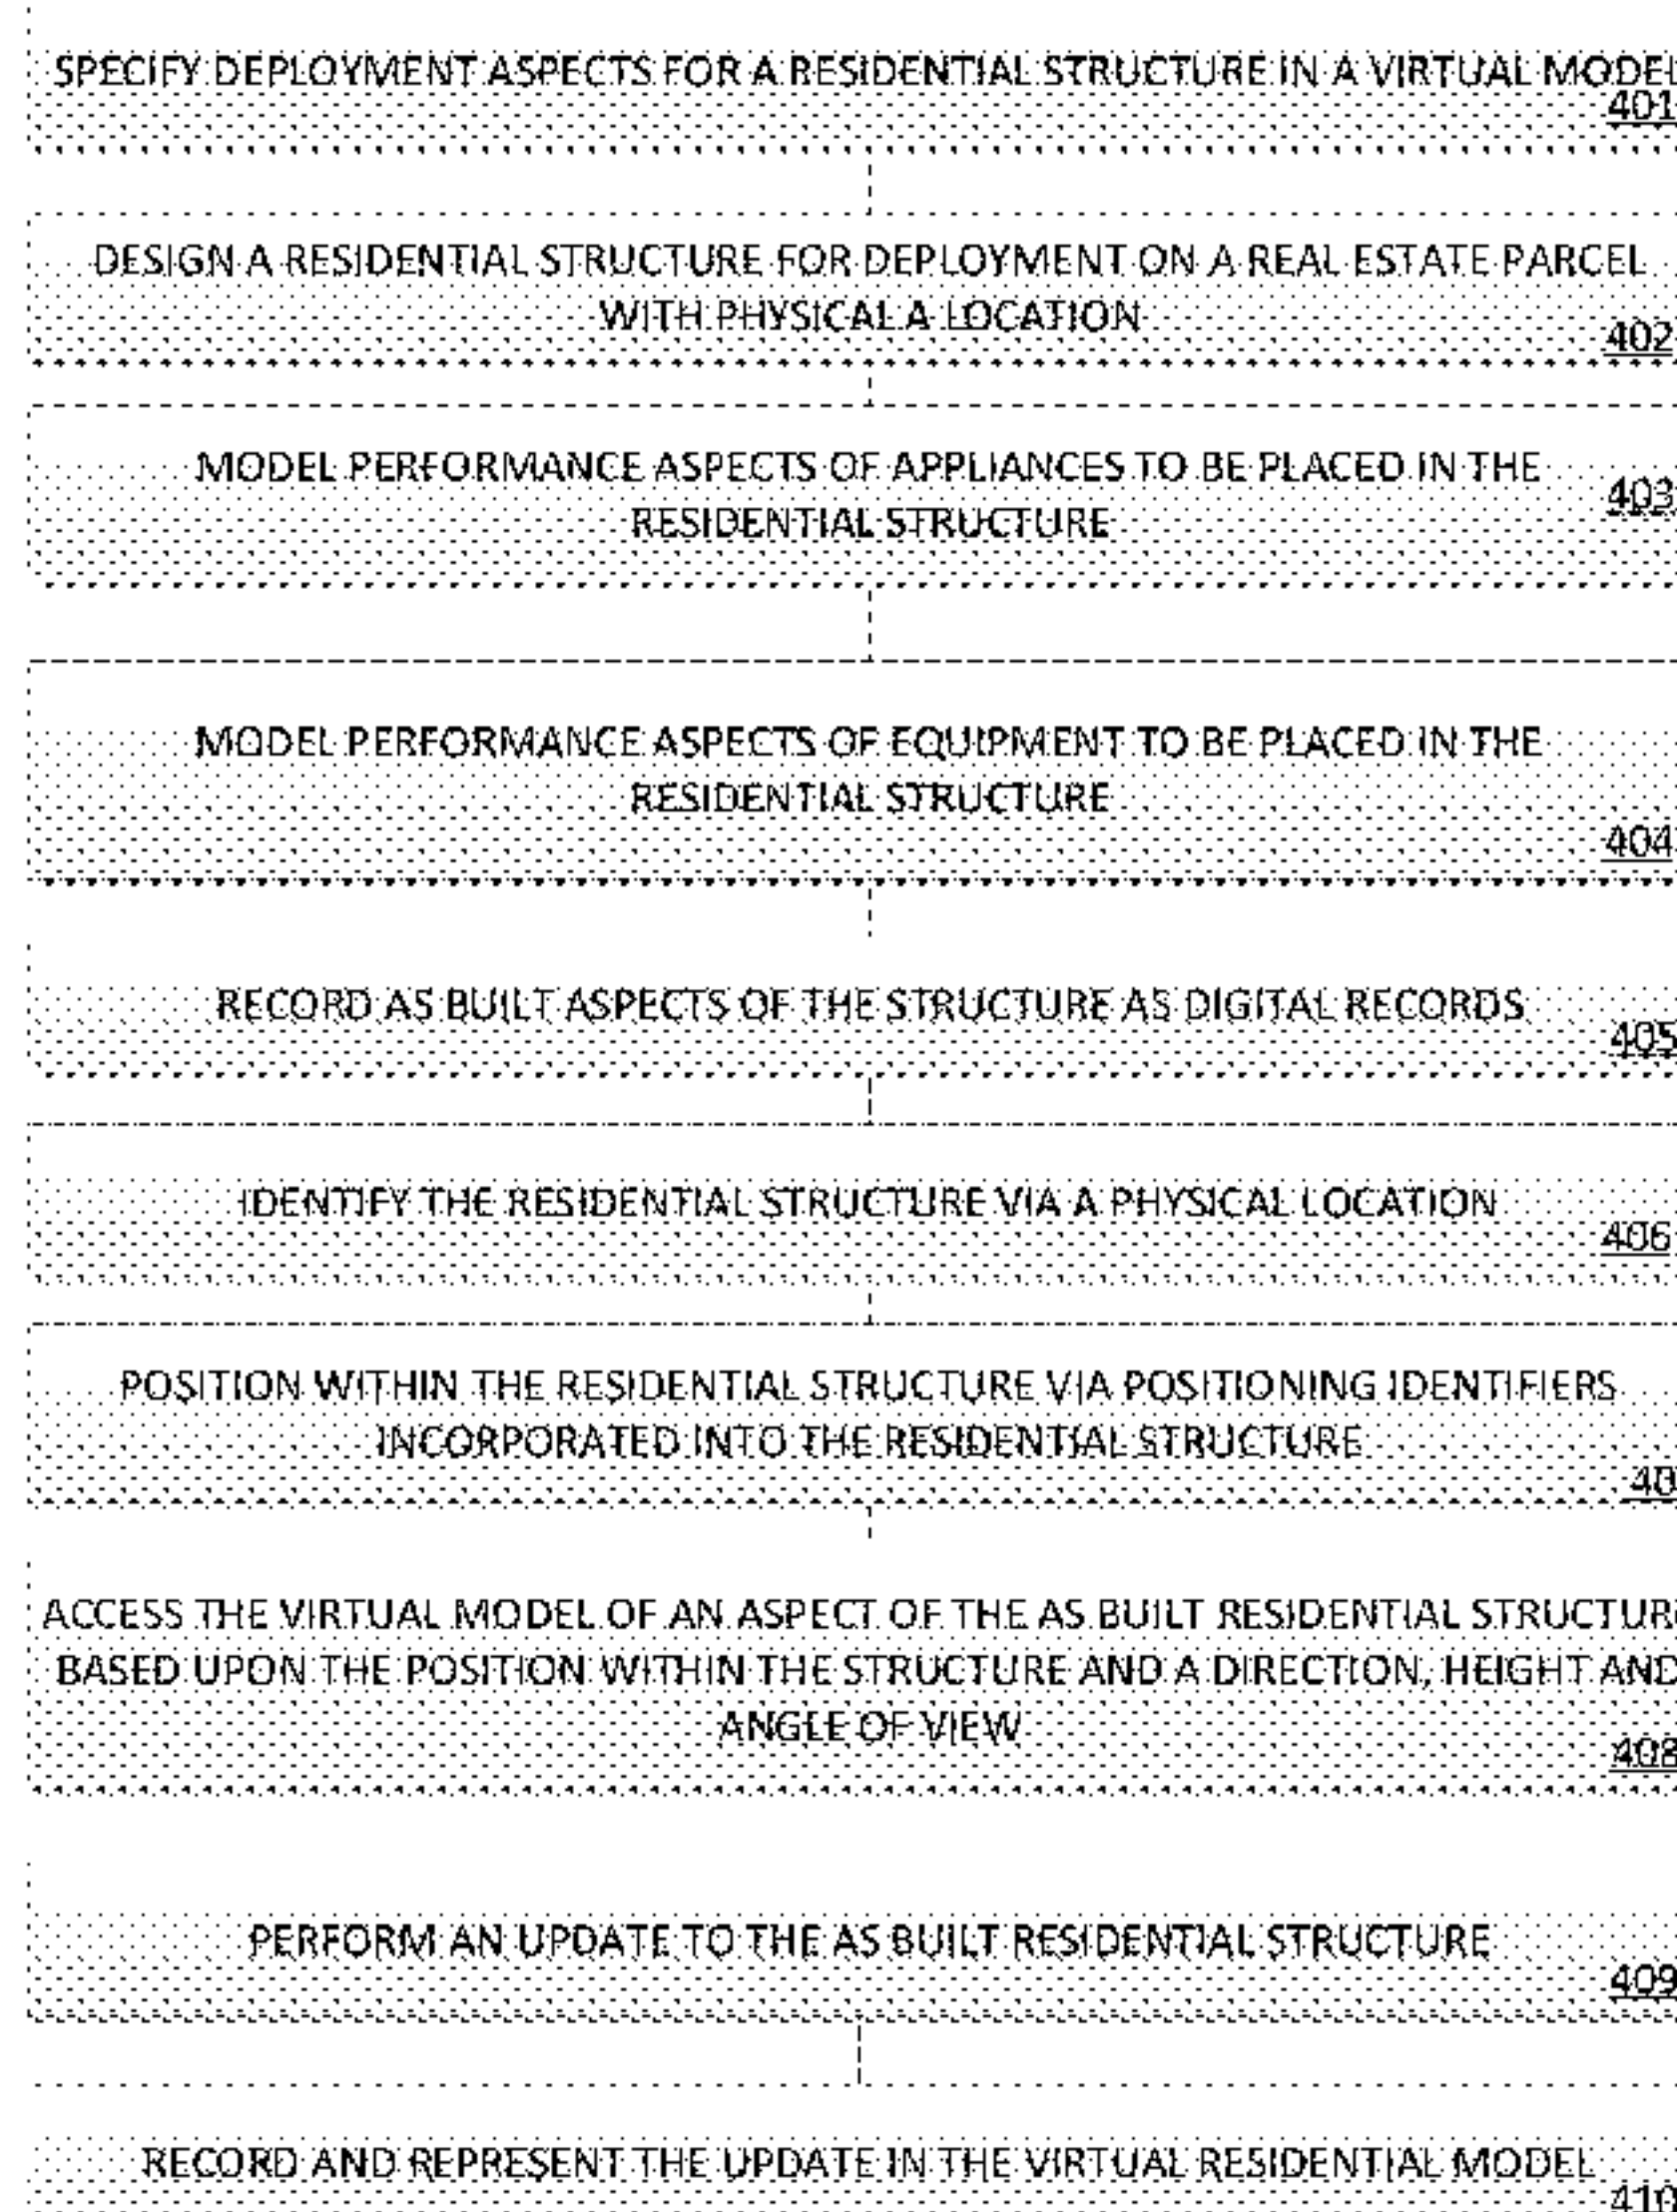 SPECIFY DEPLOYMENT ASPECTS FOR A RESIDENTIAL STRUCTURE IN A VIRTUAL MODEL
401
DESIGN A RESIDENTIAL STRUCTURE FOR DEPLOYMENT ON A REAL ESTATE PARCEL
WITH PHYSICAL A LOCATION
402
MODEL PERFORMANCE ASPECTS OF APPLIANCES TO BE PLACED IN THE
403
RESIDENTIAL STRUCTURE
MODEL PERFORMANCE ASPECTS OF EQUIPMENT TO BE PLACED IN THE
RESIDENTIAL STRUCTURE
404
RECORD AS BUILT ASPECTS OF THE STRUCTURE AS DIGITAL RECORDS
405
IDENTIFY THE RESIDENTIAL STRUCTURE VIA A PHYSICAL LOCATION
406
POSITION WITHIN THE RESIDENTIAL STRUCTURE VIA POSITIONING IDENTIFIERS
INCORPORATED INTO THE RESIDENTIAL STRUCTURE
40
ACCESS THE VIRTUAL MODEL OF AN ASPECT OF THE AS BUILT RESIDENTIAL STRUCTURE
BASED UPON THE POSITION WITHIN THE STRUCTURE AND A DIRECTION, HEIGHT AND
ANGLE OF VIEW
408
PERFORM AN UPDATE TO THE AS BUILT RESIDENTIAL STRUCTURE
409
RECORD AND REPRESENT THE UPDATE IN THE VIRTUAL RESIDENTIAL MODEL
410